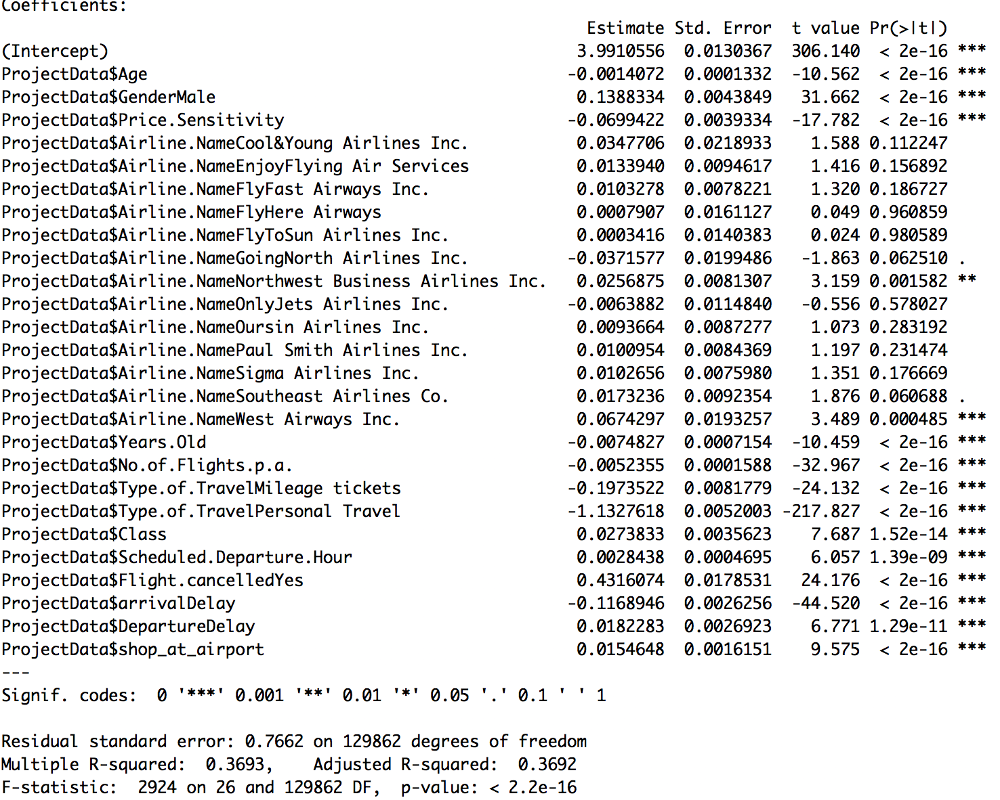 Coefficients:
Estimate Std. Error t value Pr(>|t|)
(Intercept) 3.9910556 0.0130367 306.140 < 2e-16 ***
ProjectData$Age -0.0014072 0.0001332 -10.562 < 2e-16 ***
ProjectData$GenderMale 0.1388334 0.0043849 31.662 < 2e-16 ***
ProjectData$Price.Sensitivity -0.0699422 0.0039334 -17.782 < 2e-16 ***
ProjectData$Airline.NameCool&Young Airlines Inc. 0.0347706 0.0218933 1.588 0.112247
ProjectData$Airline.NameEnjoyFlying Air Services 0.0133940 0.0094617 1.416 0.156892
ProjectData$Airline.NameFlyFast Airways Inc. 0.0103278 0.0078221 1.320 0.186727
ProjectData$Airline.NameFlyHere Airways 0.0007907 0.0161127 0.049 0.960859
ProjectData$Airline.NameFlyToSun Airlines Inc. 0.0003416 0.0140383 0.024 0.980589
ProjectData$Airline.NameGoingNorth Airlines Inc. -0.0371577 0.0199486 -1.863 0.062510 .
ProjectData$Airline.NameNorthwest Business Airlines Inc. 0.0256875 0.0081307 3.159 0.001582 **
ProjectData$Airline.NameOnlyJets Airlines Inc. -0.0063882 0.0114840 -0.556 0.578027
ProjectData$Airline.NameOursin Airlines Inc. 0.0093664 0.0087277 1.073 0.283192
ProjectData$Airline.NamePaul Smith Airlines Inc. 0.0100954 0.0084369 1.197 0.231474
ProjectData$Airline.NameSigma Airlines Inc. 0.0102656 0.0075980 1.351 0.176669
ProjectData$Airline.NameSoutheast Airlines Co. 0.0173236 0.0092354 1.876 0.060688 .
ProjectData$Airline.NameWest Airways Inc. 0.0674297 0.0193257 3.489 0.000485 ***
ProjectData$Years.Old -0.0074827 0.0007154 -10.459 < 2e-16 ***
ProjectData$No.of.Flights.p.a. -0.0052355 0.0001588 -32.967 < 2e-16 ***
ProjectData$Type.of.TravelMileage tickets -0.1973522 0.0081779 -24.132 < 2e-16 ***
ProjectData$Type.of.TravelPersonal Travel -1.1327618 0.0052003 -217.827 < 2e-16 ***
ProjectData$Class 0.0273833 0.0035623 7.687 1.52e-14 ***
ProjectData$Scheduled.Departure.Hour 0.0028438 0.0004695 6.057 1.39e-09 ***
ProjectData$Flight.cancelledYes 0.4316074 0.0178531 24.176 < 2e-16 ***
ProjectData$arrivalDelay -0.1168946 0.0026256 -44.520 < 2e-16 ***
ProjectData$DepartureDelay 0.0182283 0.0026923 6.771 1.29e-11 ***
ProjectData$shop_at_airport 0.0154648 0.0016151 9.575 < 2e-16 ***
---
Signif. codes: 0 '***' 0.001 '**' 0.01 '*' 0.05 '.' 0.1 ' ' 1
Residual standard error: 0.7662 on 129862 degrees of freedom
Multiple R-squared: 0.3693, Adjusted R-squared: 0.3692
F-statistic: 2924 on 26 and 129862 DF, p-value: < 2.2e-16